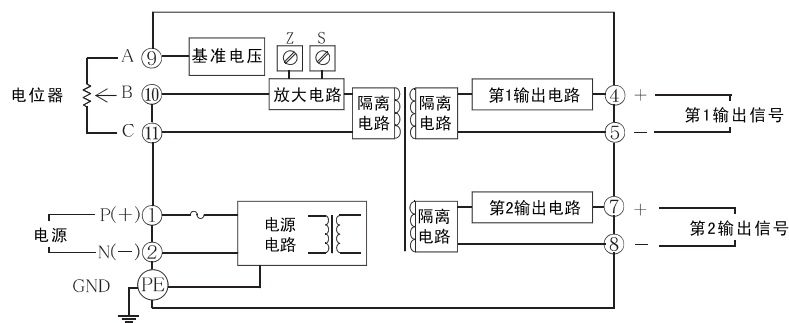 Z S
A ⑨ 基准电压
电位器 B ⑩ 放大电路 隔离电路 隔离电路 第1输出电路 ④ + 第1输出信号
C ⑪ ⑤ −
P(+) ① 电源电路 隔离电路 第2输出电路 ⑦ + 第2输出信号
电源
N(−) ② ⑧ −
GND PE